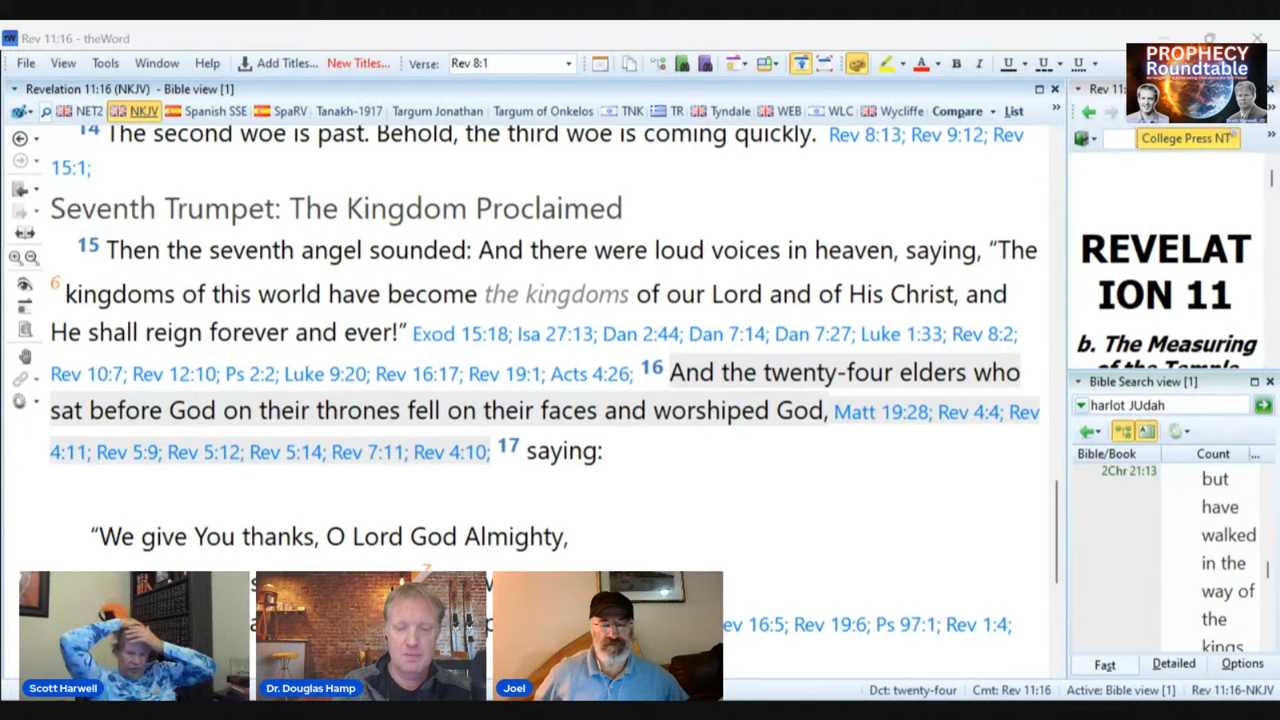 Rev 11:16 - theWord
PROPHECY
Roundtable
File View Tools Window Help Add Titles... New Titles... Verse: Rev 8:1 B I U U U
Revelation 11:16 (NKJV) - Bible view [1]
Rev 11:
NET2 NKJV Spanish SSE SpaRV Tanakh-1917 Targum Jonathan Targum of Onkelos TNK TR Tyndale WEB WLC Wycliffe Compare List
College Press NT
14 The second woe is past. Behold, the third woe is coming quickly. Rev 8:13; Rev 9:12; Rev
15:1;
Seventh Trumpet: The Kingdom Proclaimed
15 Then the seventh angel sounded: And there were loud voices in heaven, saying, “The
6 kingdoms of this world have become the kingdoms of our Lord and of His Christ, and
He shall reign forever and ever!” Exod 15:18; Isa 27:13; Dan 2:44; Dan 7:14; Dan 7:27; Luke 1:33; Rev 8:2;
Rev 10:7; Rev 12:10; Ps 2:2; Luke 9:20; Rev 16:17; Rev 19:1; Acts 4:26; 16 And the twenty-four elders who
sat before God on their thrones fell on their faces and worshiped God, Matt 19:28; Rev 4:4; Rev
4:11; Rev 5:9; Rev 5:12; Rev 5:14; Rev 7:11; Rev 4:10; 17 saying:
“We give You thanks, O Lord God Almighty,
7
ev 16:5; Rev 19:6; Ps 97:1; Rev 1:4;
REVELAT
ION 11
b. The Measuring
of the Temple
Bible Search view [1]
harlot JUdah
Bible/Book Count ...
2Chr 21:13
but
have
walked
in the
way of
the
kings
Fast Detailed Options
Scott Harwell
Dr. Douglas Hamp
Joel
Dct: twenty-four Cmt: Rev 11:16 Active: Bible view [1] Rev 11:16-NKJV